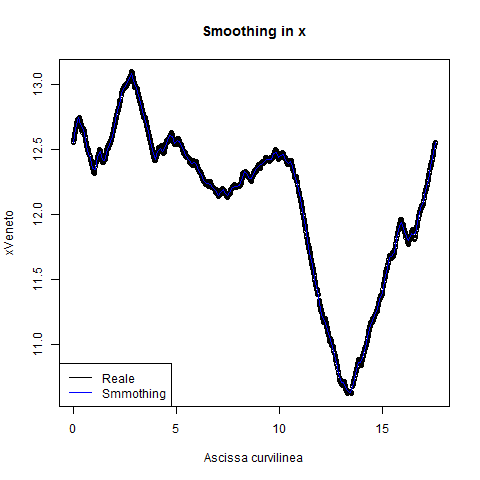 Smoothing in x
13.0
12.5
12.0
11.5
11.0
xVeneto
Reale
Smmothing
0 5 10 15
Ascissa curvilinea